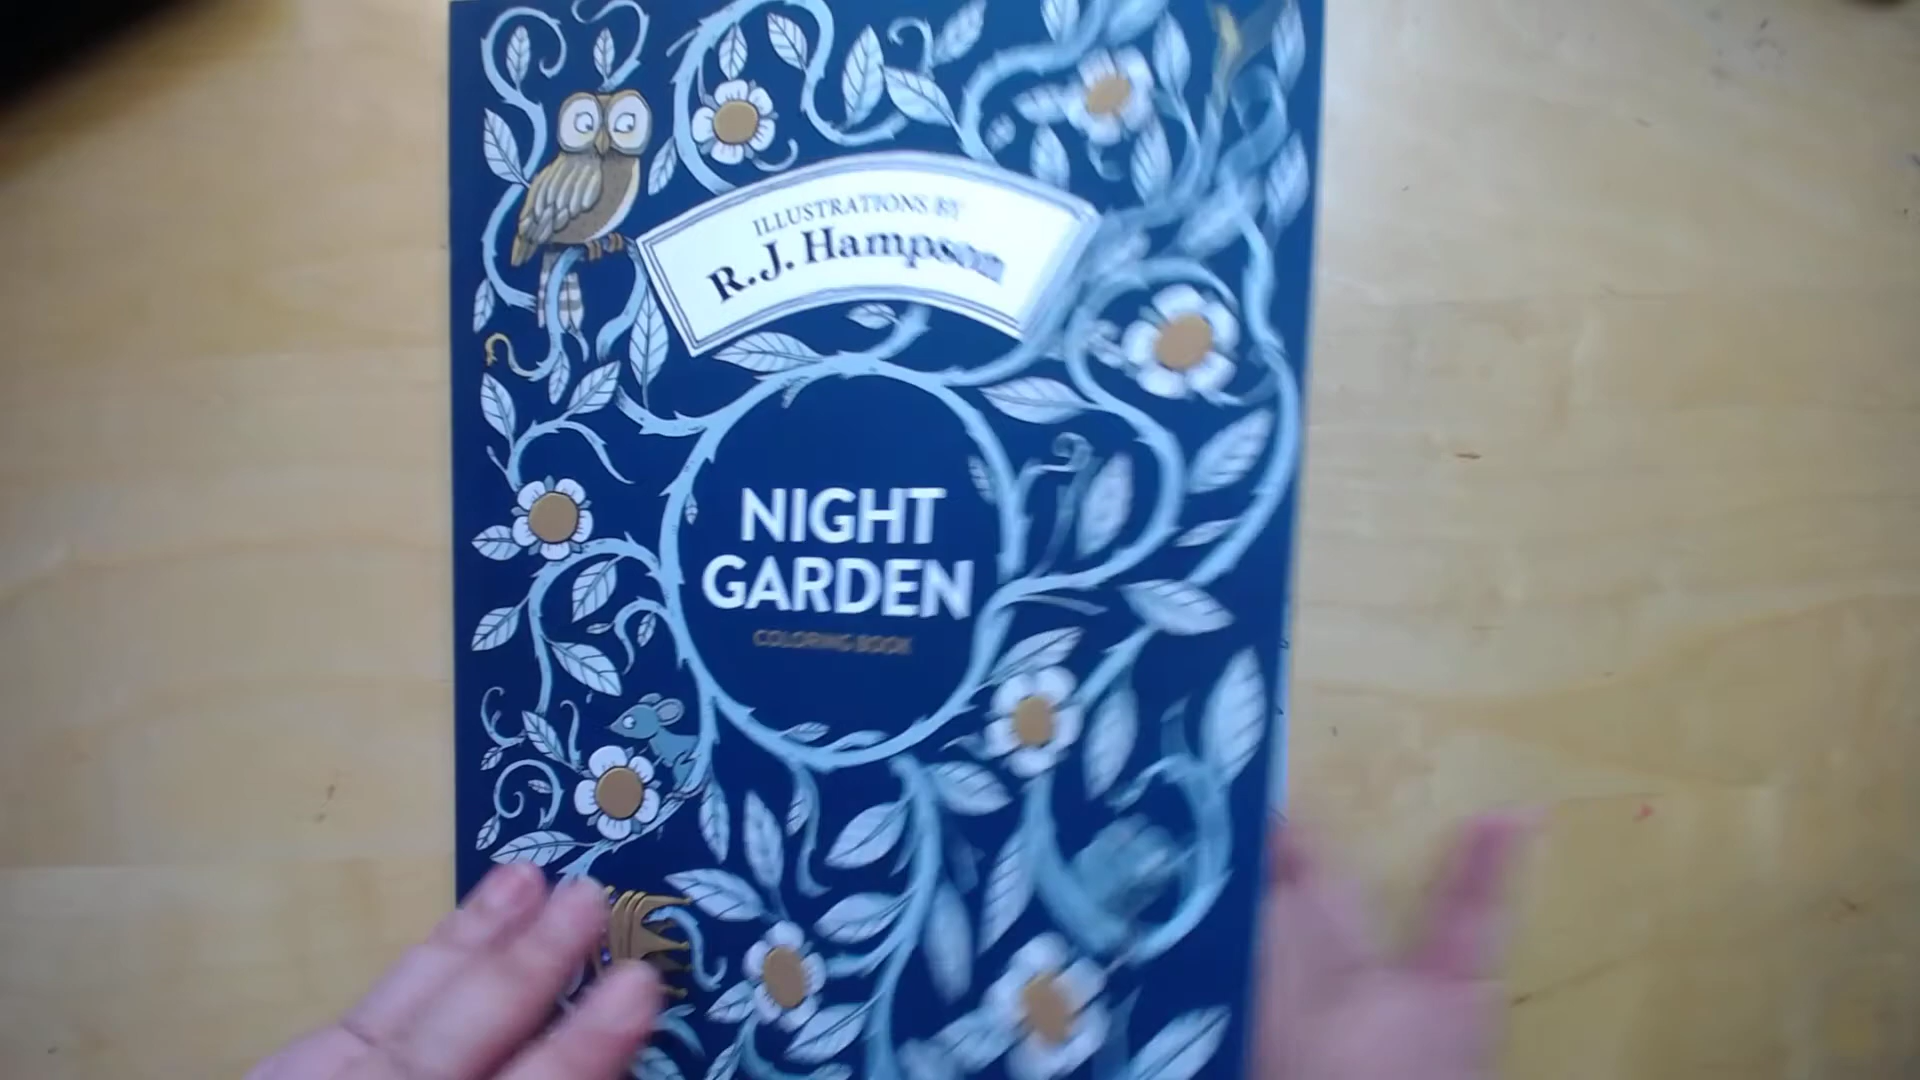 ILLUSTRATIONS BY
R. J. Hampson
NIGHT
GARDEN
COLORING BOOK